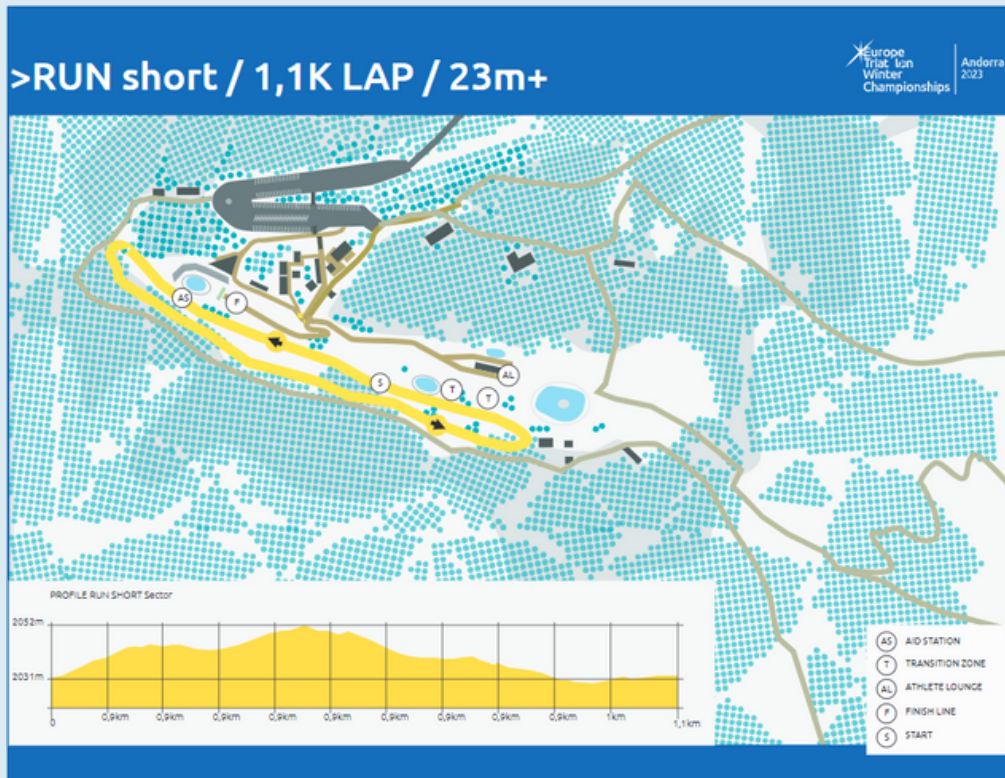 >RUN short / 1,1K LAP / 23m+
Europe
Triatlon
Winter
Championships
Andorra
2023
AS
F
S
T
T
AL
PROFILE RUN SHORT Sector
2052m
2031m
0
0,9km
0,9km
0,9km
0,9km
0,9km
0,9km
0,9km
0,9km
1km
1,1km
AS AID STATION
T TRANSITION ZONE
AL ATHLETE LOUNGE
F FINISH LINE
S START